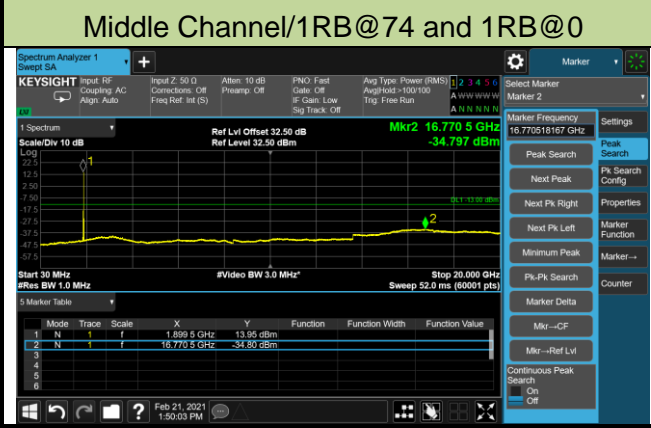 Middle Channel/1RB@74 and 1RB@0
Spectrum Analyzer 1
Swept SA
Marker
KEYSIGHT
Input: RF
Coupling: AC
Align: Auto
Input Z: 50 Ω
Corrections: Off
Freq Ref: Int (S)
Atten: 10 dB
Preamp: Off
PNO: Fast
Gate: Off
IF Gain: Low
Sig Track: Off
Avg Type: Power (RMS)
Avg|Hold:>100/100
Trig: Free Run
1 2 3 4 5 6
A W W W W W
A N N N N N
Select Marker
Marker 2
Marker Frequency
16.770518167 GHz
Settings
Peak Search
Next Peak
Next Pk Right
Next Pk Left
Minimum Peak
Pk-Pk Search
Marker Delta
Mkr→CF
Mkr→Ref Lvl
Continuous Peak Search
On
Off
Peak Search
Pk Search Config
Properties
Marker Function
Marker→
Counter
1 Spectrum
Scale/Div 10 dB
Ref Lvl Offset 32.50 dB
Ref Level 32.50 dBm
Mkr2 16.770 5 GHz
-34.797 dBm
Log
22.5
12.5
2.50
-7.50
-17.5
-27.5
-37.5
-47.5
-57.5
1
2
DL1 -13.00 dBm
Start 30 MHz
#Res BW 1.0 MHz
#Video BW 3.0 MHz*
Stop 20.000 GHz
Sweep 52.0 ms (60001 pts)
5 Marker Table
Mode Trace Scale X Y Function Function Width Function Value
1 N 1 f 1.899 5 GHz 13.95 dBm
2 N 1 f 16.770 5 GHz -34.80 dBm
3
4
5
6
Feb 21, 2021
1:50:03 PM